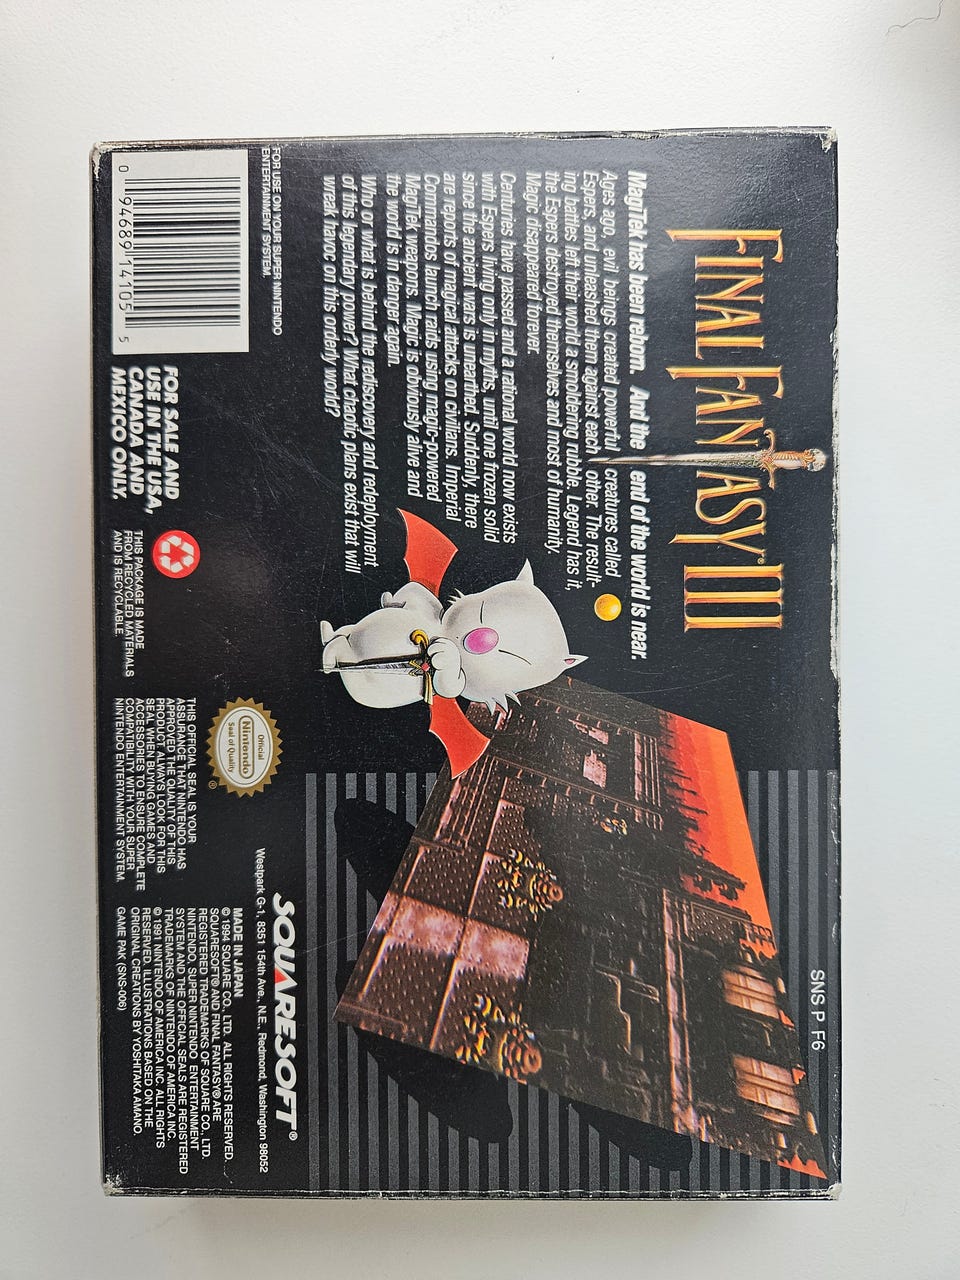 FINAL FANTASY® III
SNS P F6
MagiTek has been reborn. And the end of the world is near.
Ages ago, evil beings created powerful creatures called
Espers, and unleashed them against each other. The result-
ing battles left their world a smoldering rubble. Legend has it,
the Espers destroyed themselves and most of humanity.
Magic disappeared forever.
Centuries have passed and a rational world now exists
with Espers living only in myths, until one frozen solid
since the ancient wars is unearthed. Suddenly, there
are reports of magical attacks on civilians. Imperial
Commandos launch raids using magic-powered
MagiTek weapons. Magic is obviously alive and
the world is in danger again.
Who or what is behind the rediscovery and redeployment
of this legendary power? What chaotic plans exist that will
wreak havoc on this orderly world?
FOR USE ON YOUR SUPER NINTENDO
ENTERTAINMENT SYSTEM.
0 94689 14105 5
FOR SALE AND
USE IN THE USA,
CANADA AND
MEXICO ONLY.
THIS PACKAGE IS MADE
FROM RECYCLED MATERIALS
AND IS RECYCLABLE.
Official
Nintendo
Seal of Quality
®
THIS OFFICIAL SEAL IS YOUR
ASSURANCE THAT NINTENDO HAS
APPROVED THE QUALITY OF THIS
PRODUCT. ALWAYS LOOK FOR THIS
SEAL WHEN BUYING GAMES AND
ACCESSORIES TO ENSURE COMPLETE
COMPATIBILITY WITH YOUR SUPER
NINTENDO ENTERTAINMENT SYSTEM.
SQUARESOFT®
Westpark G-1, 8351 154th Ave., N.E., Redmond, Washington 98052
MADE IN JAPAN
© 1994 SQUARE CO., LTD. ALL RIGHTS RESERVED.
SQUARESOFT® AND FINAL FANTASY® ARE
REGISTERED TRADEMARKS OF SQUARE CO., LTD.
NINTENDO, SUPER NINTENDO ENTERTAINMENT
SYSTEM AND THE OFFICIAL SEALS ARE REGISTERED
TRADEMARKS OF NINTENDO OF AMERICA INC.
© 1991 NINTENDO OF AMERICA INC. ALL RIGHTS
RESERVED. ILLUSTRATIONS BASED ON THE
ORIGINAL CREATIONS BY YOSHITAKA AMANO.
GAME PAK (SNS-006)